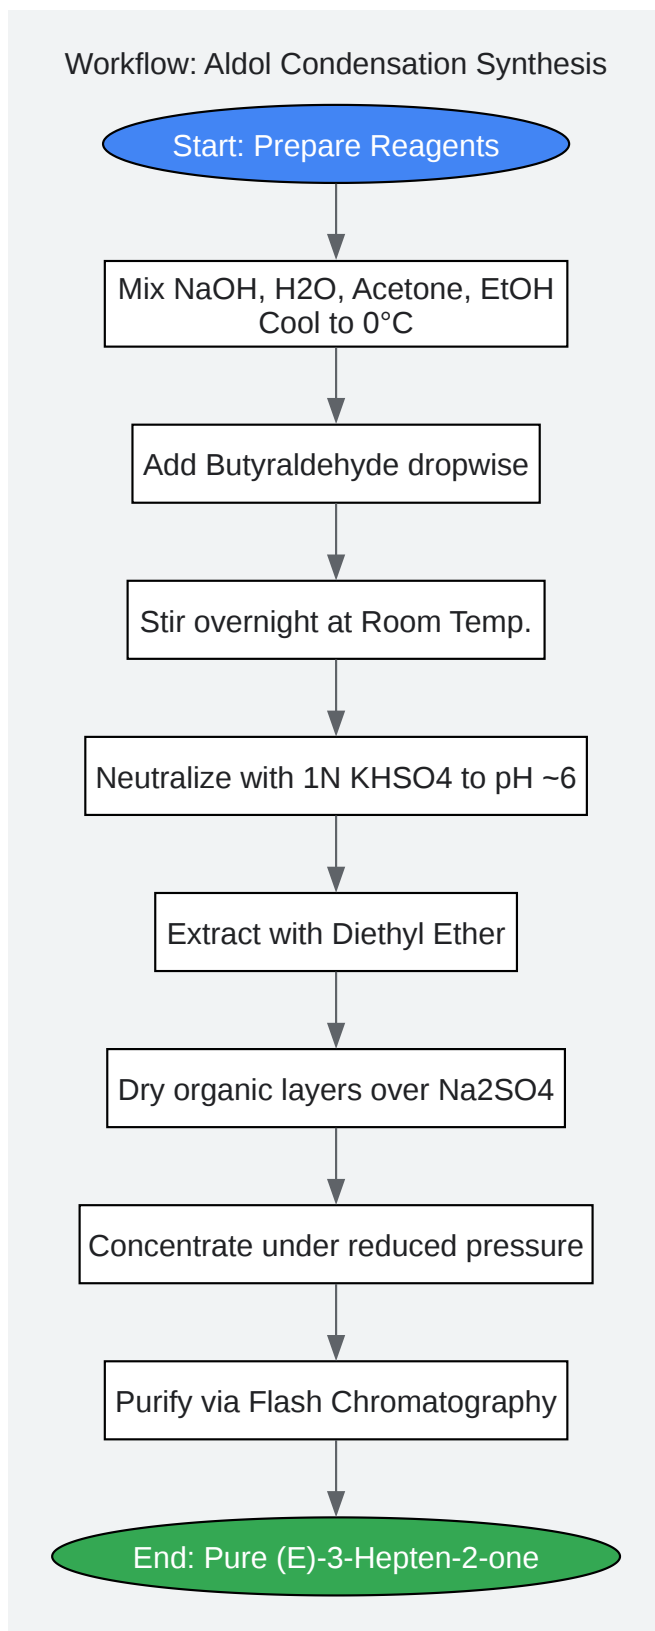 Workflow: Aldol Condensation Synthesis
Start: Prepare Reagents
Mix NaOH, H2O, Acetone, EtOH
Cool to 0°C
Add Butyraldehyde dropwise
Stir overnight at Room Temp.
Neutralize with 1N KHSO4 to pH ~6
Extract with Diethyl Ether
Dry organic layers over Na2SO4
Concentrate under reduced pressure
Purify via Flash Chromatography
End: Pure (E)-3-Hepten-2-one